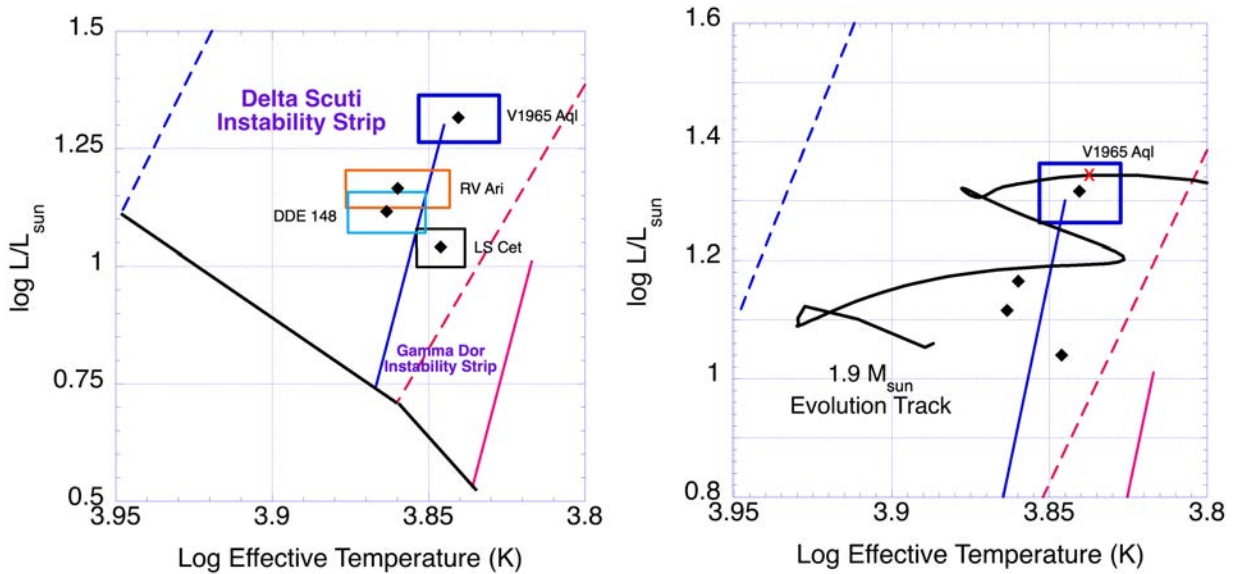 1.5
1.25
1
0.75
0.5
3.95
3.9
3.85
3.8
log L/Lsun
Log Effective Temperature (K)
Delta Scuti
Instability Strip
V1965 Aql
RV Ari
DDE 148
LS Cet
Gamma Dor
Instability Strip
1.6
1.4
1.2
1
0.8
3.95
3.9
3.85
3.8
log L/Lsun
Log Effective Temperature (K)
V1965 Aql
x
1.9 Msun
Evolution Track